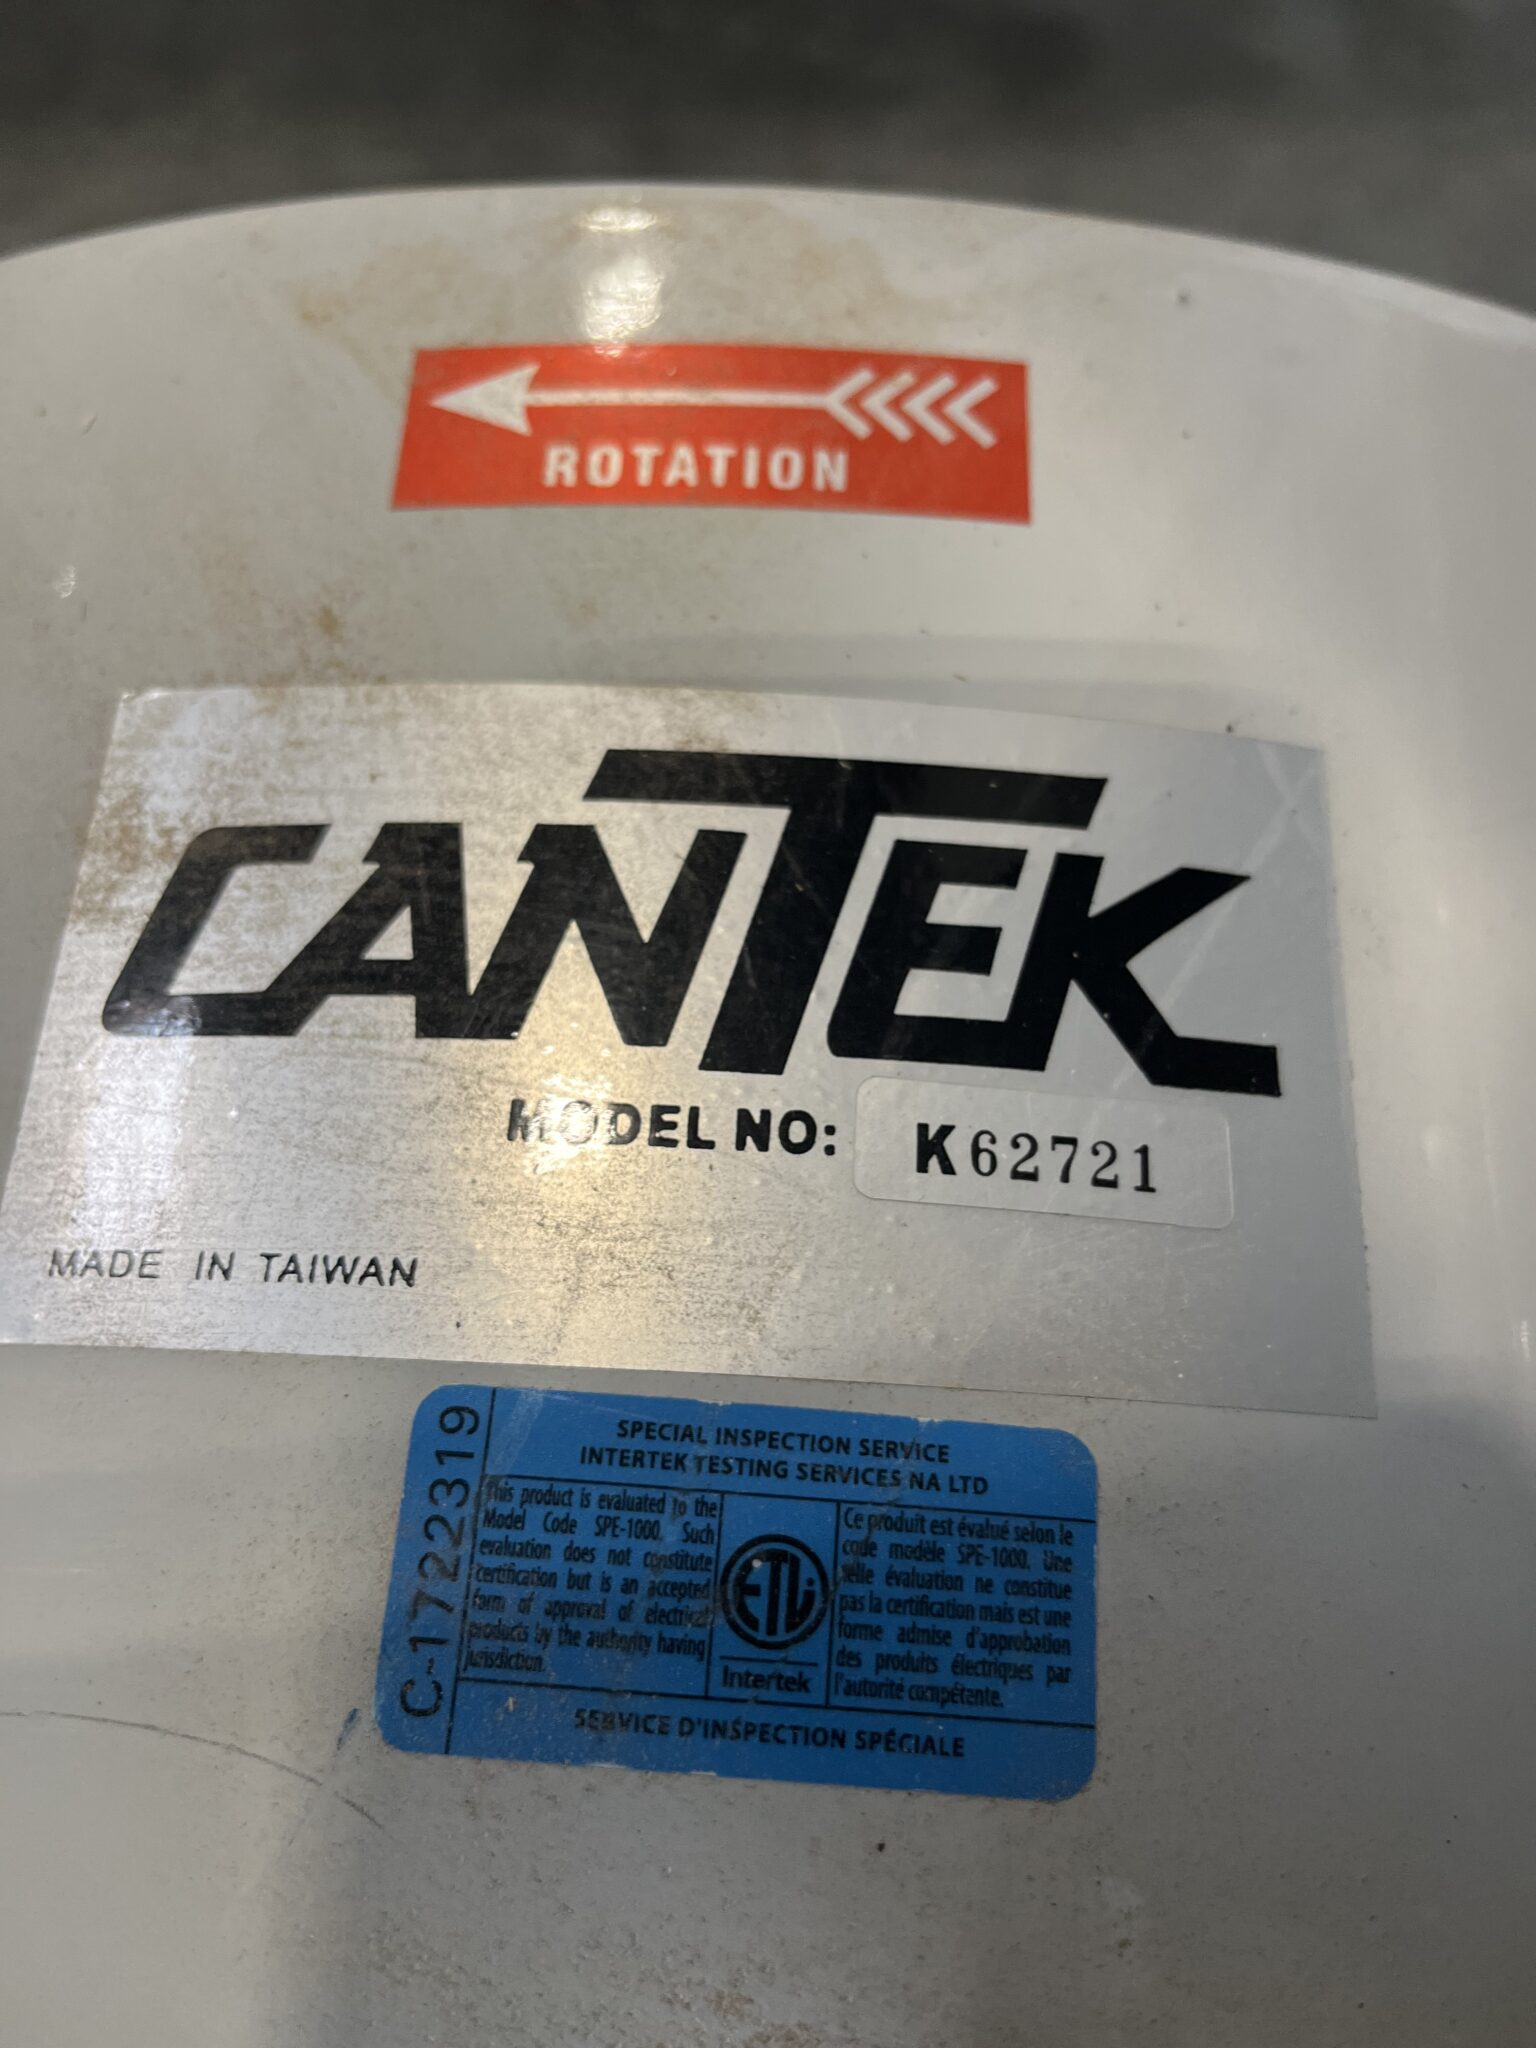 ROTATION
CANTEK
MODEL NO: K62721
MADE IN TAIWAN
C-1722319
SPECIAL INSPECTION SERVICE
INTERTEK TESTING SERVICES NA LTD
This product is evaluated to the
Model Code SPE-1000. Such
evaluation does not constitute
certification but is an accepted
form of approval of electrical
products by the authority having
jurisdiction.
ETL
Intertek
Ce produit est évalué selon le
code modèle SPE-1000. Une
telle évaluation ne constitue
pas la certification mais est une
forme admise d'approbation
des produits électriques par
l'autorité compétente.
SERVICE D'INSPECTION SPÉCIALE